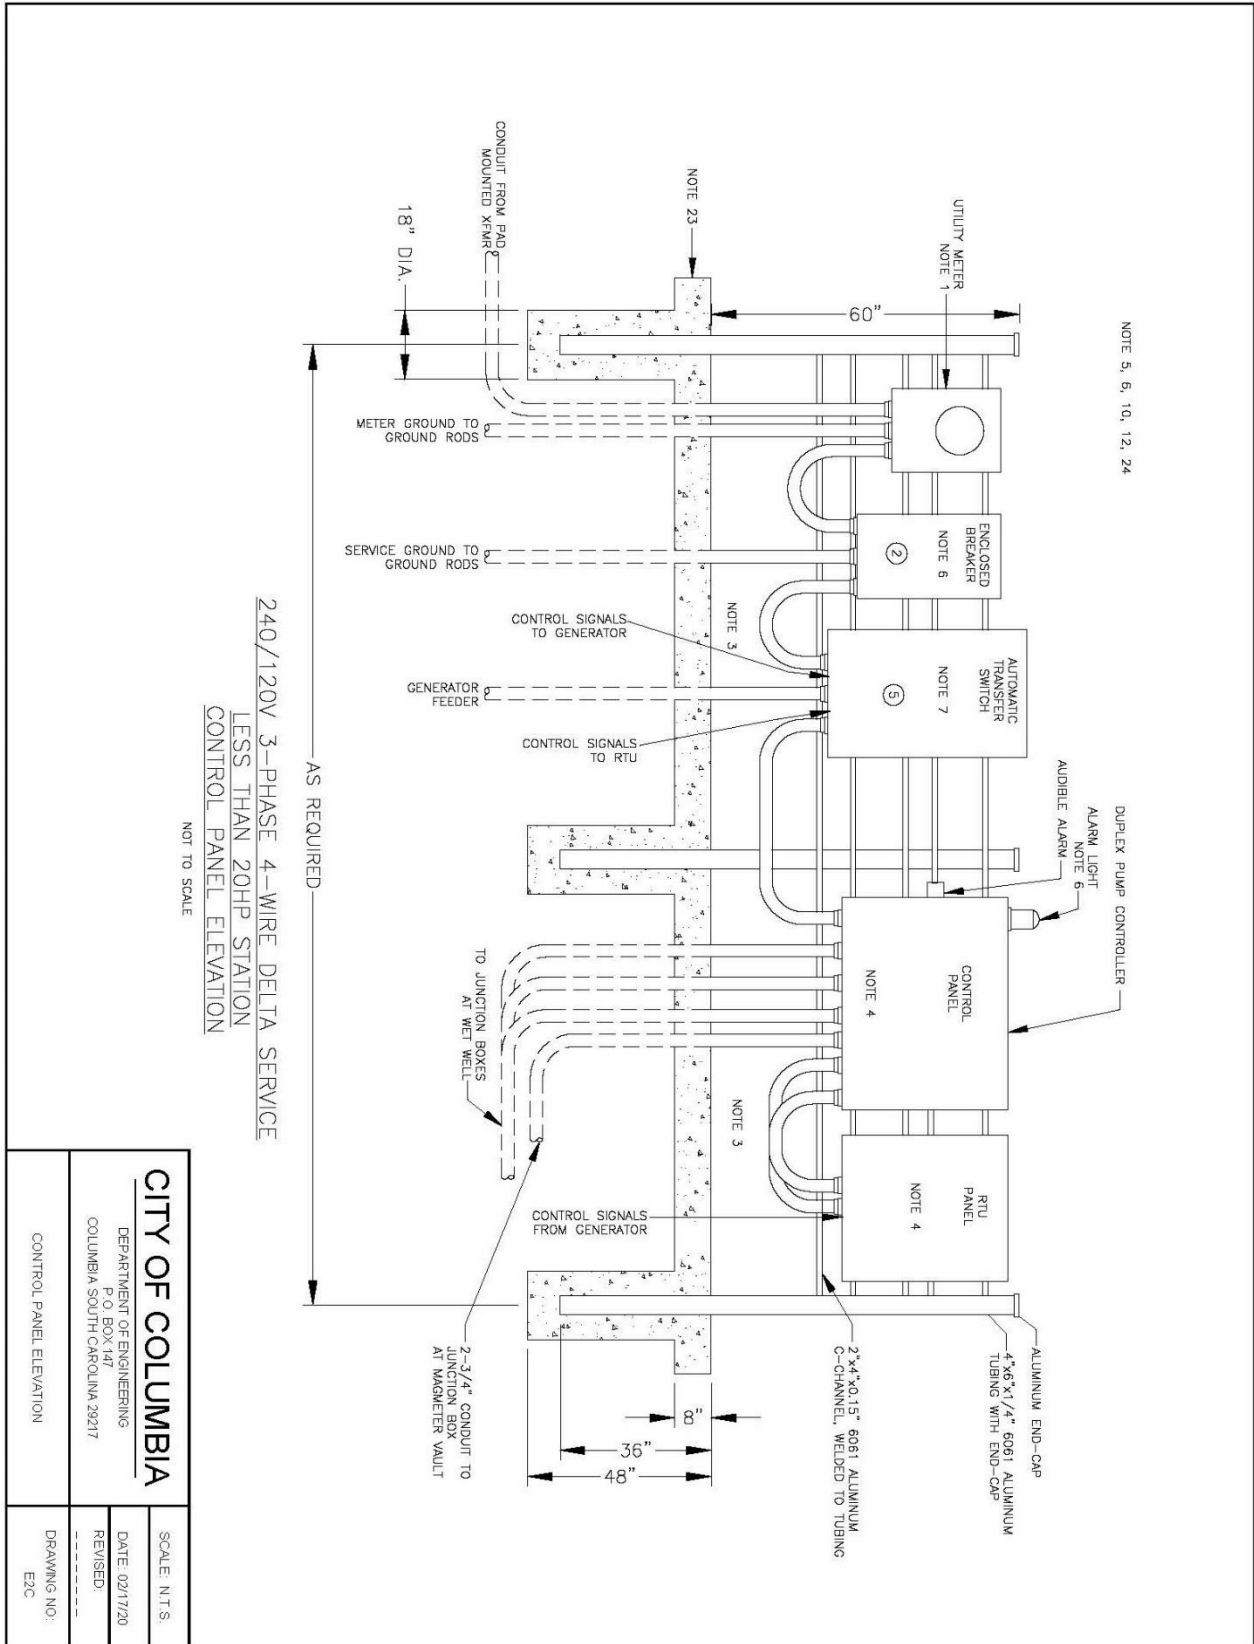 NOTE 5, 6, 10, 12, 24
UTILITY METER
NOTE 1
ENCLOSED
BREAKER
NOTE 6
2
AUTOMATIC
TRANSFER
SWITCH
NOTE 7
5
AUDIBLE ALARM
ALARM LIGHT
NOTE 6
DUPLEX PUMP CONTROLLER
CONTROL
PANEL
NOTE 4
RTU
PANEL
NOTE 4
ALUMINUM END-CAP
4"x6"x1/4" 6061 ALUMINUM
TUBING WITH END-CAP
2"x4"x0.15" 6061 ALUMINUM
C-CHANNEL, WELDED TO TUBING
60"
NOTE 23
NOTE 3
NOTE 3
8"
36"
48"
CONDUIT FROM PAD
MOUNTED XFMR
18" DIA.
METER GROUND TO
GROUND RODS
SERVICE GROUND TO
GROUND RODS
CONTROL SIGNALS
TO GENERATOR
GENERATOR
FEEDER
CONTROL SIGNALS
TO RTU
TO JUNCTION BOXES
AT WET WELL
CONTROL SIGNALS
FROM GENERATOR
2-3/4" CONDUIT TO
JUNCTION BOX
AT MAGMETER VAULT
AS REQUIRED
240/120V 3-PHASE 4-WIRE DELTA SERVICE
LESS THAN 20HP STATION
CONTROL PANEL ELEVATION
NOT TO SCALE
CITY OF COLUMBIA
DEPARTMENT OF ENGINEERING
P.O. BOX 147
COLUMBIA SOUTH CAROLINA 29217
CONTROL PANEL ELEVATION
SCALE: N.T.S.
DATE: 02/17/20
REVISED:
-------
DRAWING NO:
E2C